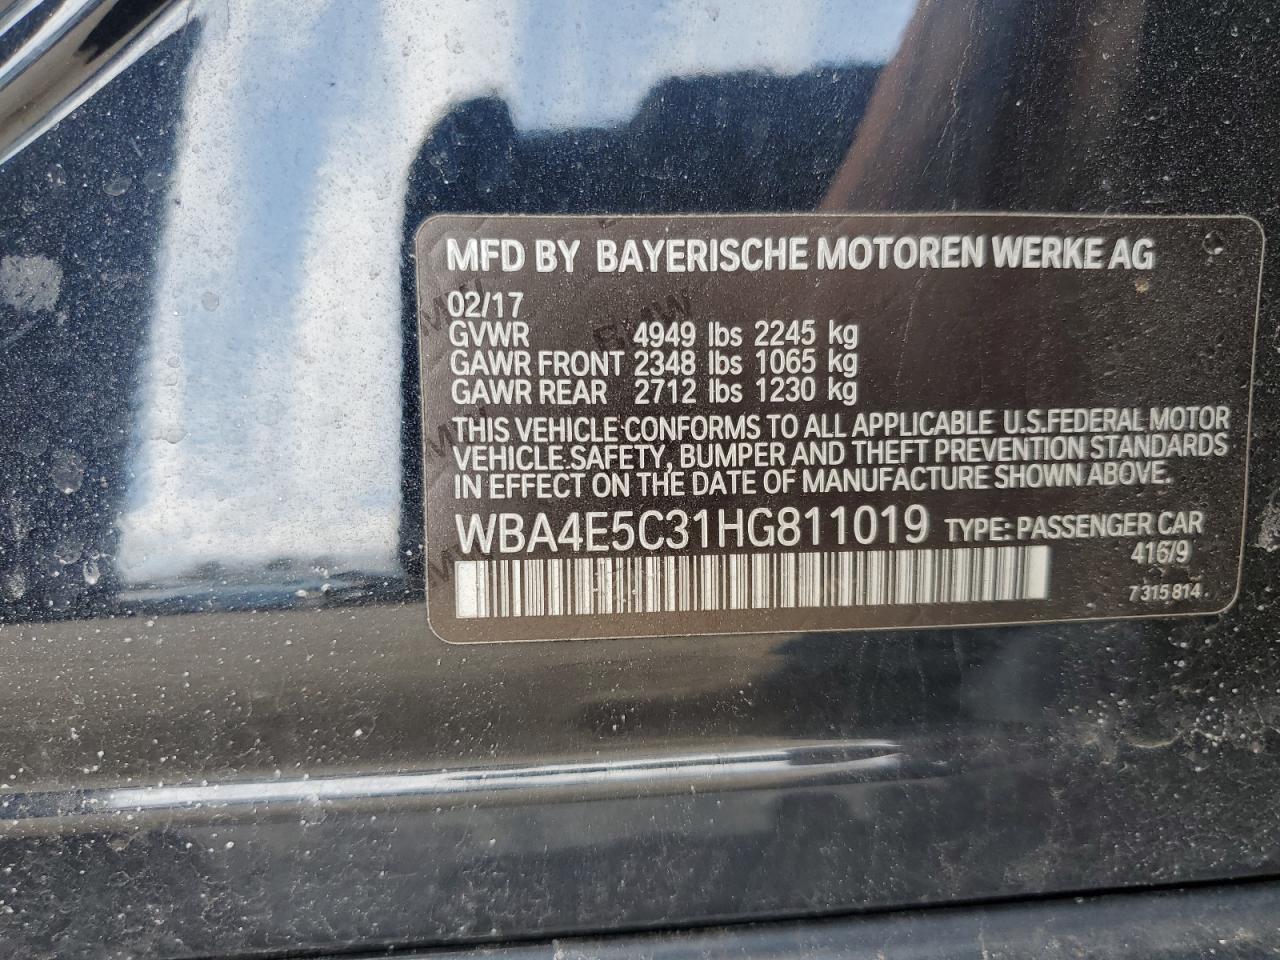 MFD BY BAYERISCHE MOTOREN WERKE AG
02/17
GVWR 4949 lbs 2245 kg
GAWR FRONT 2348 lbs 1065 kg
GAWR REAR 2712 lbs 1230 kg
THIS VEHICLE CONFORMS TO ALL APPLICABLE U.S.FEDERAL MOTOR
VEHICLE SAFETY, BUMPER AND THEFT PREVENTION STANDARDS
IN EFFECT ON THE DATE OF MANUFACTURE SHOWN ABOVE.
WBA4E5C31HG811019 TYPE: PASSENGER CAR
416/9
7 315 814